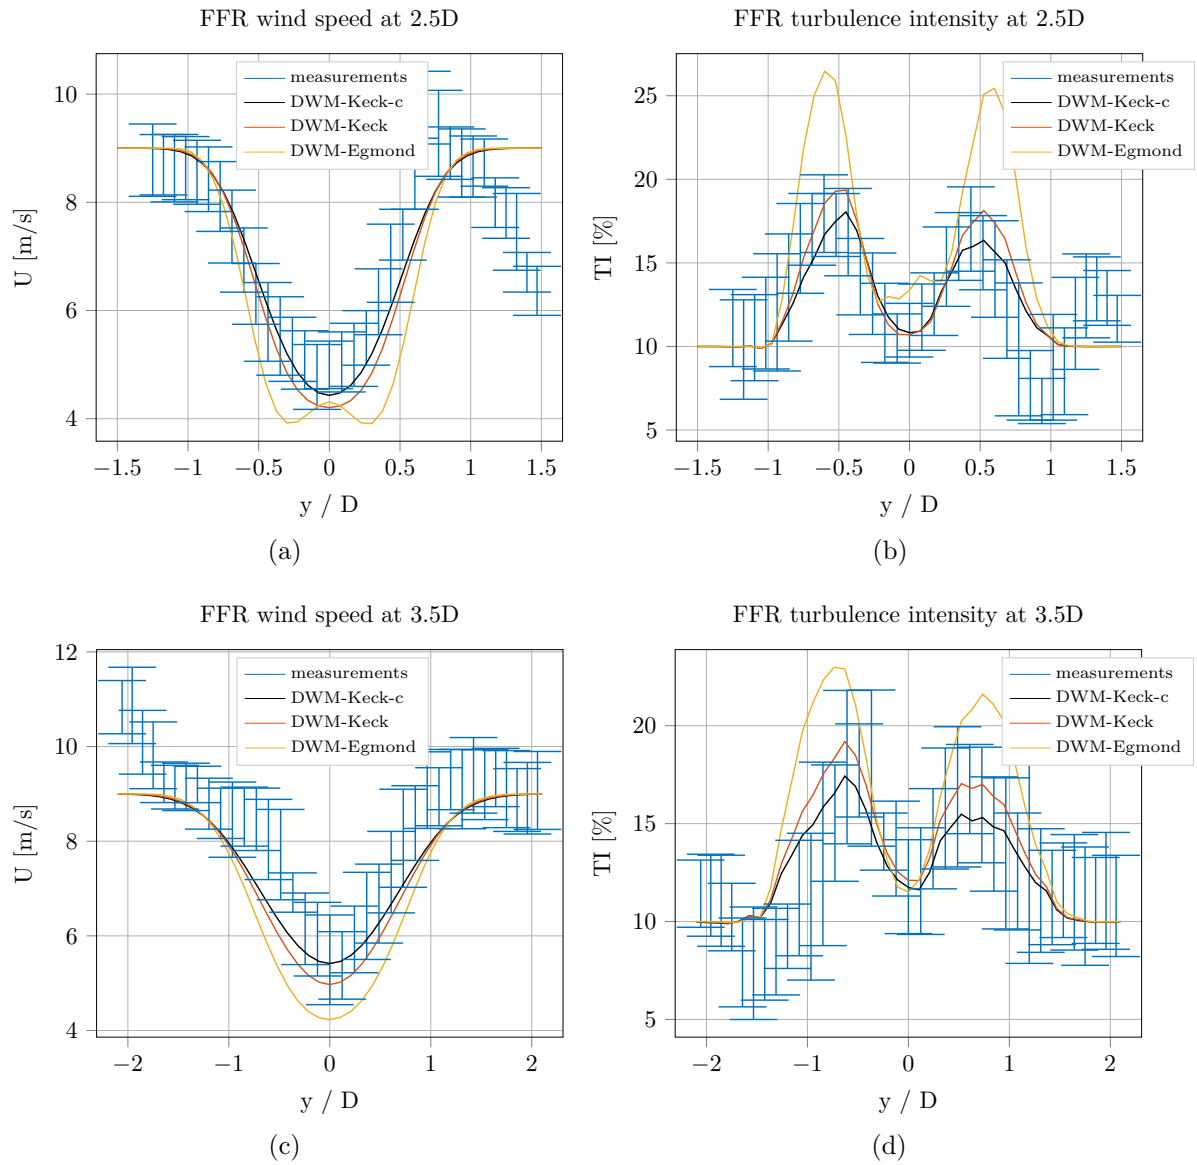 FFR wind speed at 2.5D
measurements
DWM-Keck-c
DWM-Keck
DWM-Egmond
10
8
6
4
U [m/s]
−1.5 −1 −0.5 0 0.5 1 1.5
y / D
(a)
FFR turbulence intensity at 2.5D
measurements
DWM-Keck-c
DWM-Keck
DWM-Egmond
25
20
15
10
5
TI [%]
−1.5 −1 −0.5 0 0.5 1 1.5
y / D
(b)
FFR wind speed at 3.5D
measurements
DWM-Keck-c
DWM-Keck
DWM-Egmond
12
10
8
6
4
U [m/s]
−2 −1 0 1 2
y / D
(c)
FFR turbulence intensity at 3.5D
measurements
DWM-Keck-c
DWM-Keck
DWM-Egmond
20
15
10
5
TI [%]
−2 −1 0 1 2
y / D
(d)